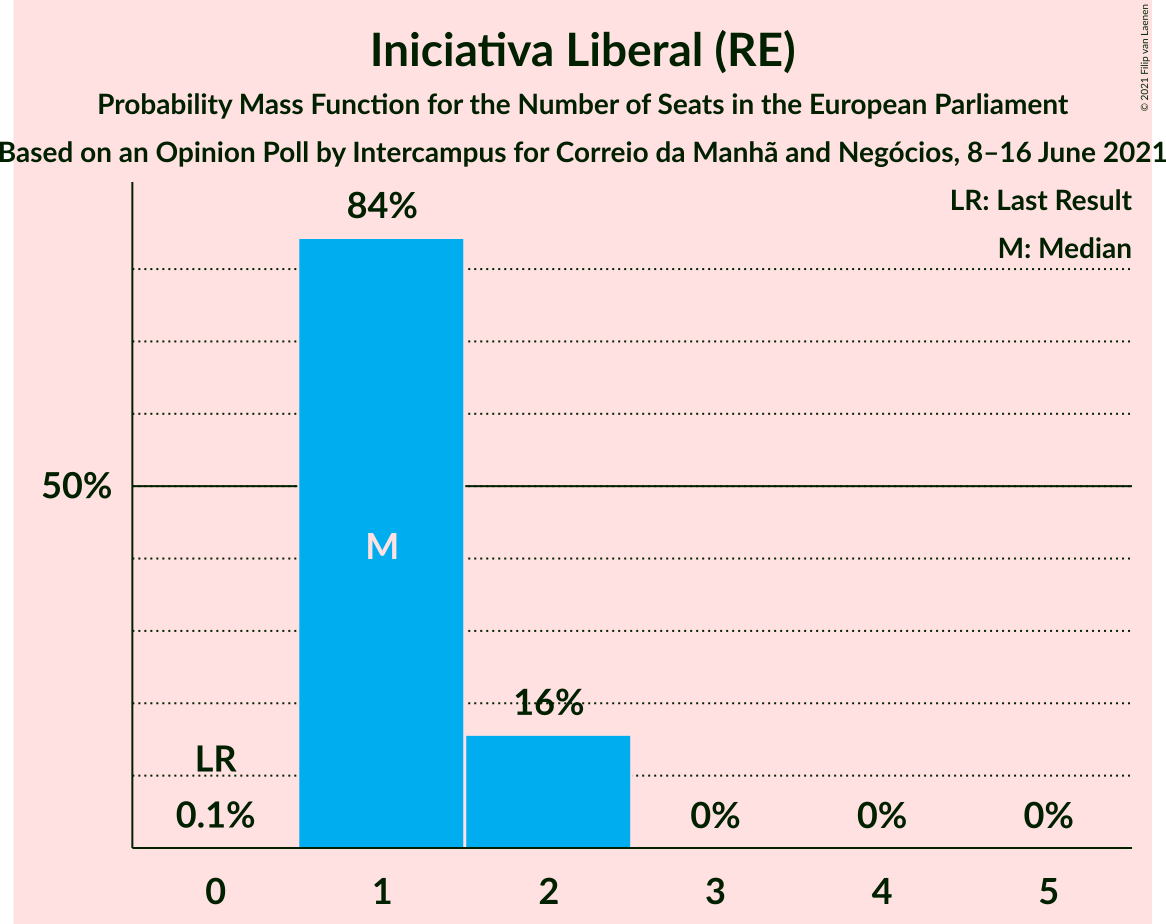 Iniciativa Liberal (RE)
Probability Mass Function for the Number of Seats in the European Parliament
Based on an Opinion Poll by Intercampus for Correio da Manhã and Negócios, 8–16 June 2021
© 2021 Filip van Laenen
LR: Last Result
M: Median
84%
50%
M
16%
LR
0.1%
0%
0%
0%
0
1
2
3
4
5